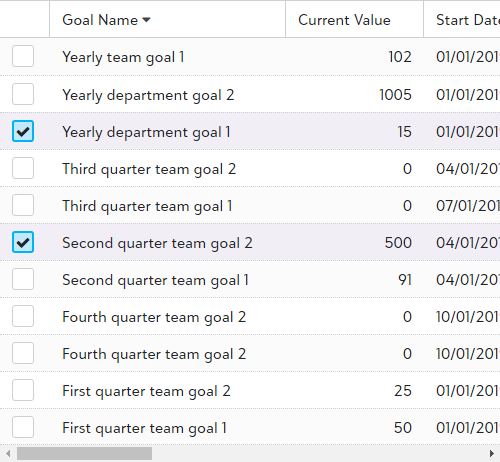 Goal Name Current Value Start Date
Yearly team goal 1 102 01/01/201
Yearly department goal 2 1005 01/01/201
Yearly department goal 1 15 01/01/201
Third quarter team goal 2 0 04/01/20
Third quarter team goal 1 0 07/01/201
Second quarter team goal 2 500 04/01/20
Second quarter team goal 1 91 04/01/20
Fourth quarter team goal 2 0 10/01/201
Fourth quarter team goal 2 0 10/01/201
First quarter team goal 2 25 01/01/201
First quarter team goal 1 50 01/01/201